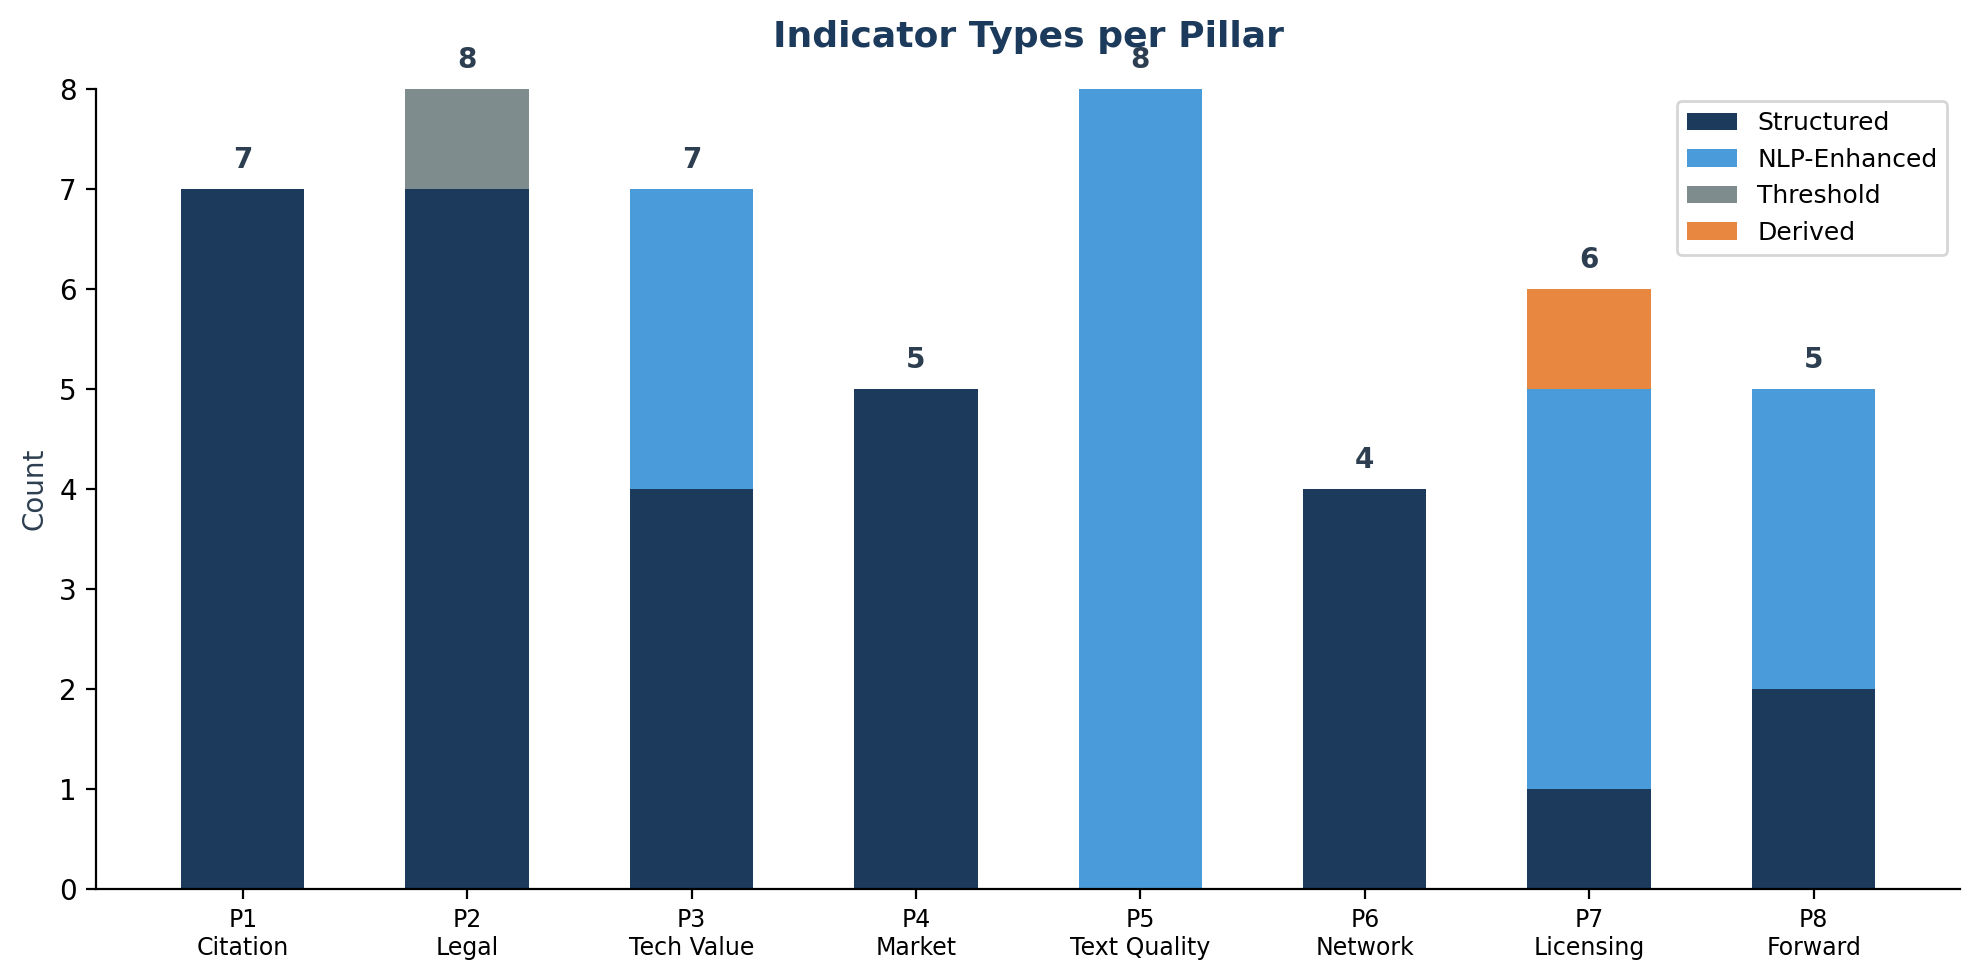 Indicator Types per Pillar
8
8
7
7
6
5
5
4
Structured
NLP-Enhanced
Threshold
Derived
Count
8
7
6
5
4
3
2
1
0
P1
Citation
P2
Legal
P3
Tech Value
P4
Market
P5
Text Quality
P6
Network
P7
Licensing
P8
Forward